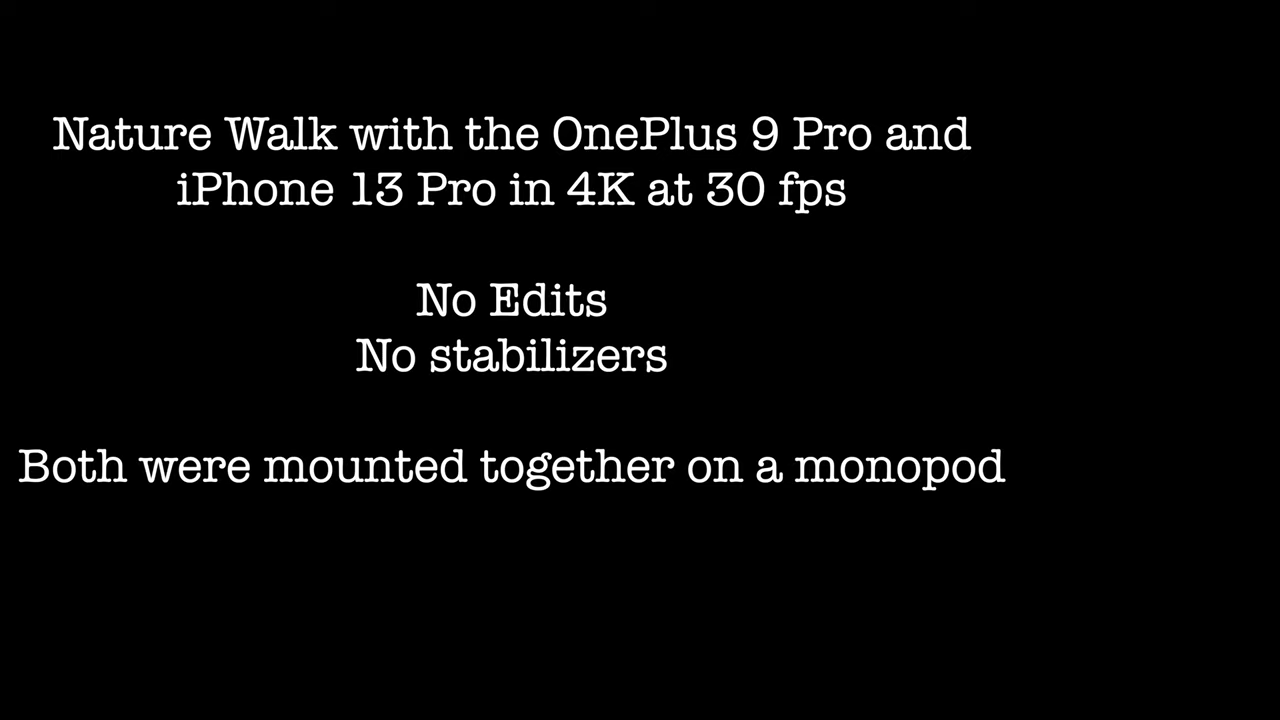 Nature Walk with the OnePlus 9 Pro and
iPhone 13 Pro in 4K at 30 fps
No Edits
No stabilizers
Both were mounted together on a monopod